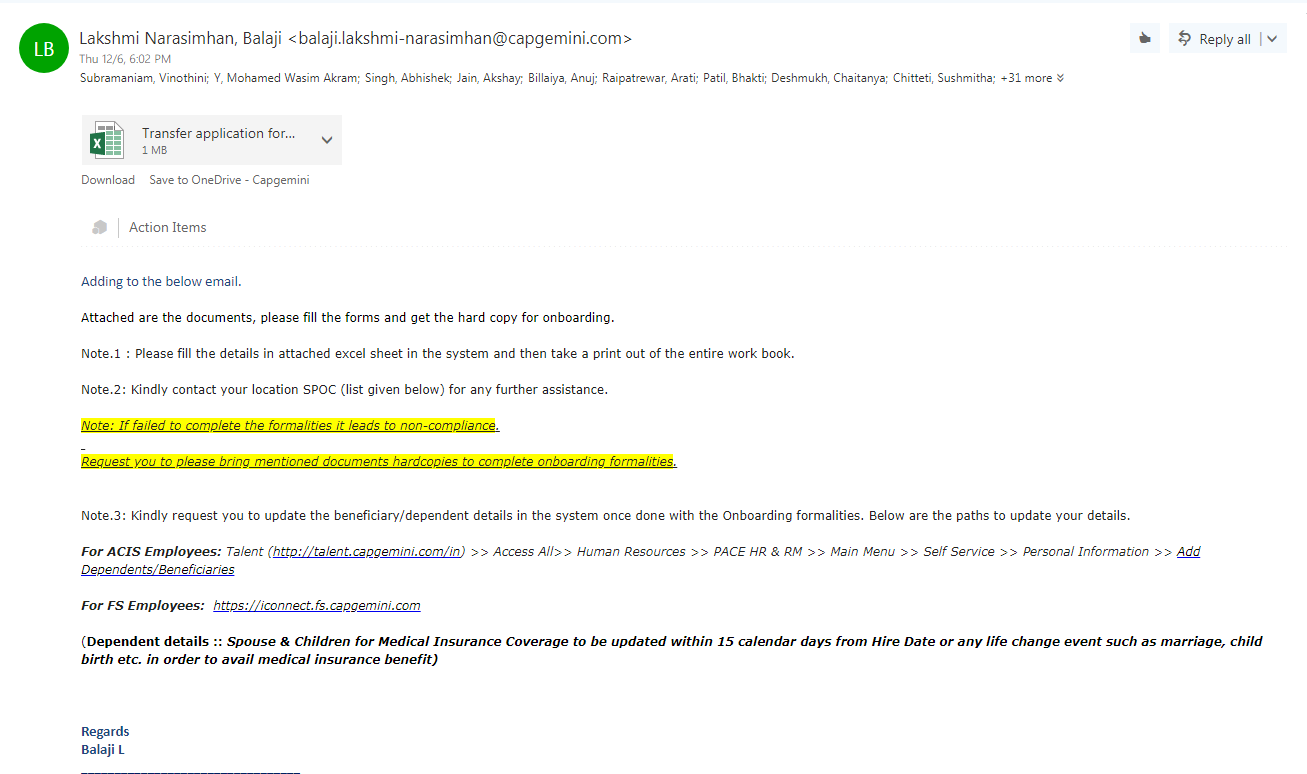 LB
Lakshmi Narasimhan, Balaji <balaji.lakshmi-narasimhan@capgemini.com>
Reply all
Thu 12/6, 6:02 PM
Subramaniam, Vinothini; Y, Mohamed Wasim Akram; Singh, Abhishek; Jain, Akshay; Billaiya, Anuj; Raipatrewar, Arati; Patil, Bhakti; Deshmukh, Chaitanya; Chitteti, Sushmitha; +31 more
Transfer application for...
1 MB
Download Save to OneDrive - Capgemini
Action Items
Adding to the below email.
Attached are the documents, please fill the forms and get the hard copy for onboarding.
Note.1 : Please fill the details in attached excel sheet in the system and then take a print out of the entire work book.
Note.2: Kindly contact your location SPOC (list given below) for any further assistance.
Note: If failed to complete the formalities it leads to non-compliance.
Request you to please bring mentioned documents hardcopies to complete onboarding formalities.
Note.3: Kindly request you to update the beneficiary/dependent details in the system once done with the Onboarding formalities. Below are the paths to update your details.
For ACIS Employees: Talent (http://talent.capgemini.com/in) >> Access All>> Human Resources >> PACE HR & RM >> Main Menu >> Self Service >> Personal Information >> Add
Dependents/Beneficiaries
For FS Employees: https://iconnect.fs.capgemini.com
(Dependent details :: Spouse & Children for Medical Insurance Coverage to be updated within 15 calendar days from Hire Date or any life change event such as marriage, child
birth etc. in order to avail medical insurance benefit)
Regards
Balaji L